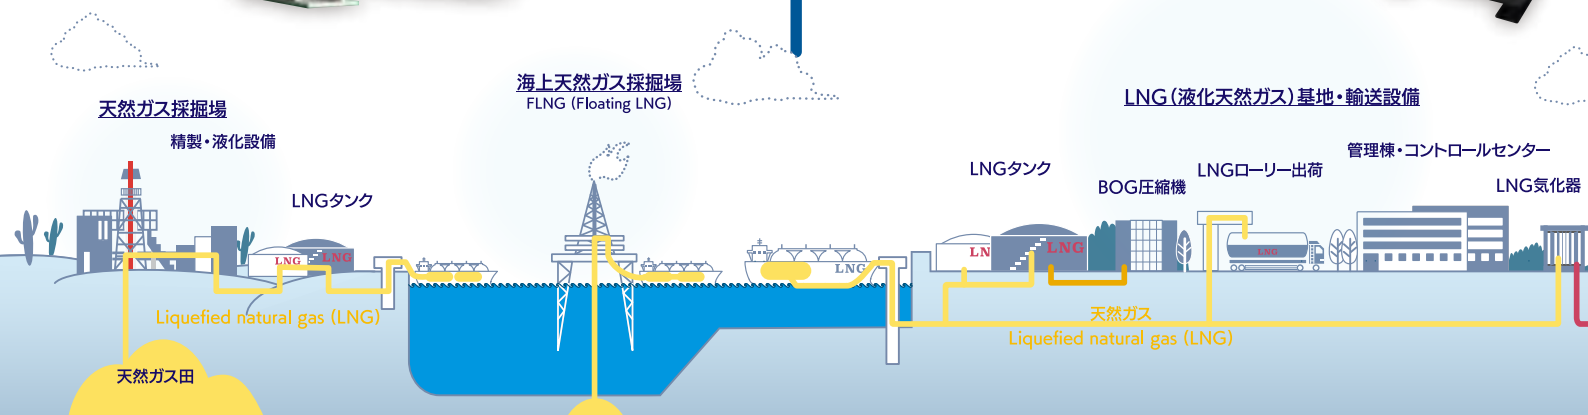 天然ガス採掘場
精製・液化設備
LNGタンク
LNG
LNG
Liquefied natural gas (LNG)
天然ガス田
海上天然ガス採掘場
FLNG (Floating LNG)
LNG
LNG（液化天然ガス）基地・輸送設備
LNGタンク
LN
LNG
BOG圧縮機
LNGローリー出荷
LNG
管理棟・コントロールセンター
LNG気化器
天然ガス
Liquefied natural gas (LNG)